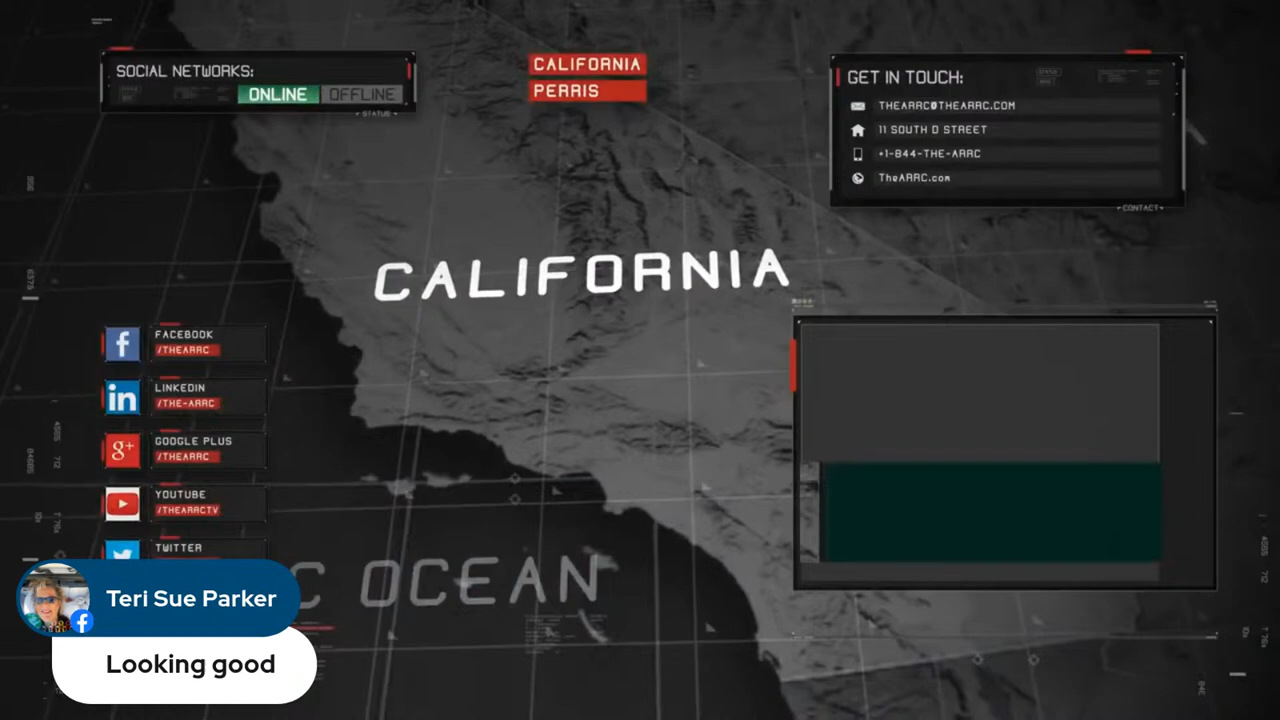 SOCIAL NETWORKS:
ONLINE OFFLINE
STATUS
CALIFORNIA
PERRIS
GET IN TOUCH:
THEARRC@THEARRC.COM
11 SOUTH D STREET
+1-844-THE-ARRC
TheARRC.com
CONTACT
CALIFORNIA
FACEBOOK
/THEARRC
LINKEDIN
/THE-ARRC
GOOGLE PLUS
/THEARRC
YOUTUBE
/THEARRCTV
TWITTER
C OCEAN
Teri Sue Parker
Looking good